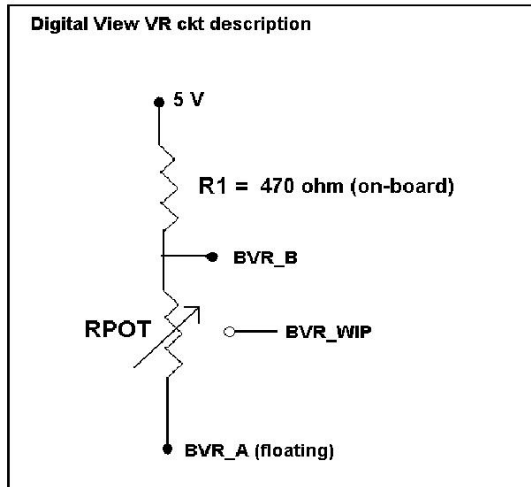 Digital View VR ckt description
5 V
R1 = 470 ohm (on-board)
BVR_B
RPOT
BVR_WIP
BVR_A (floating)